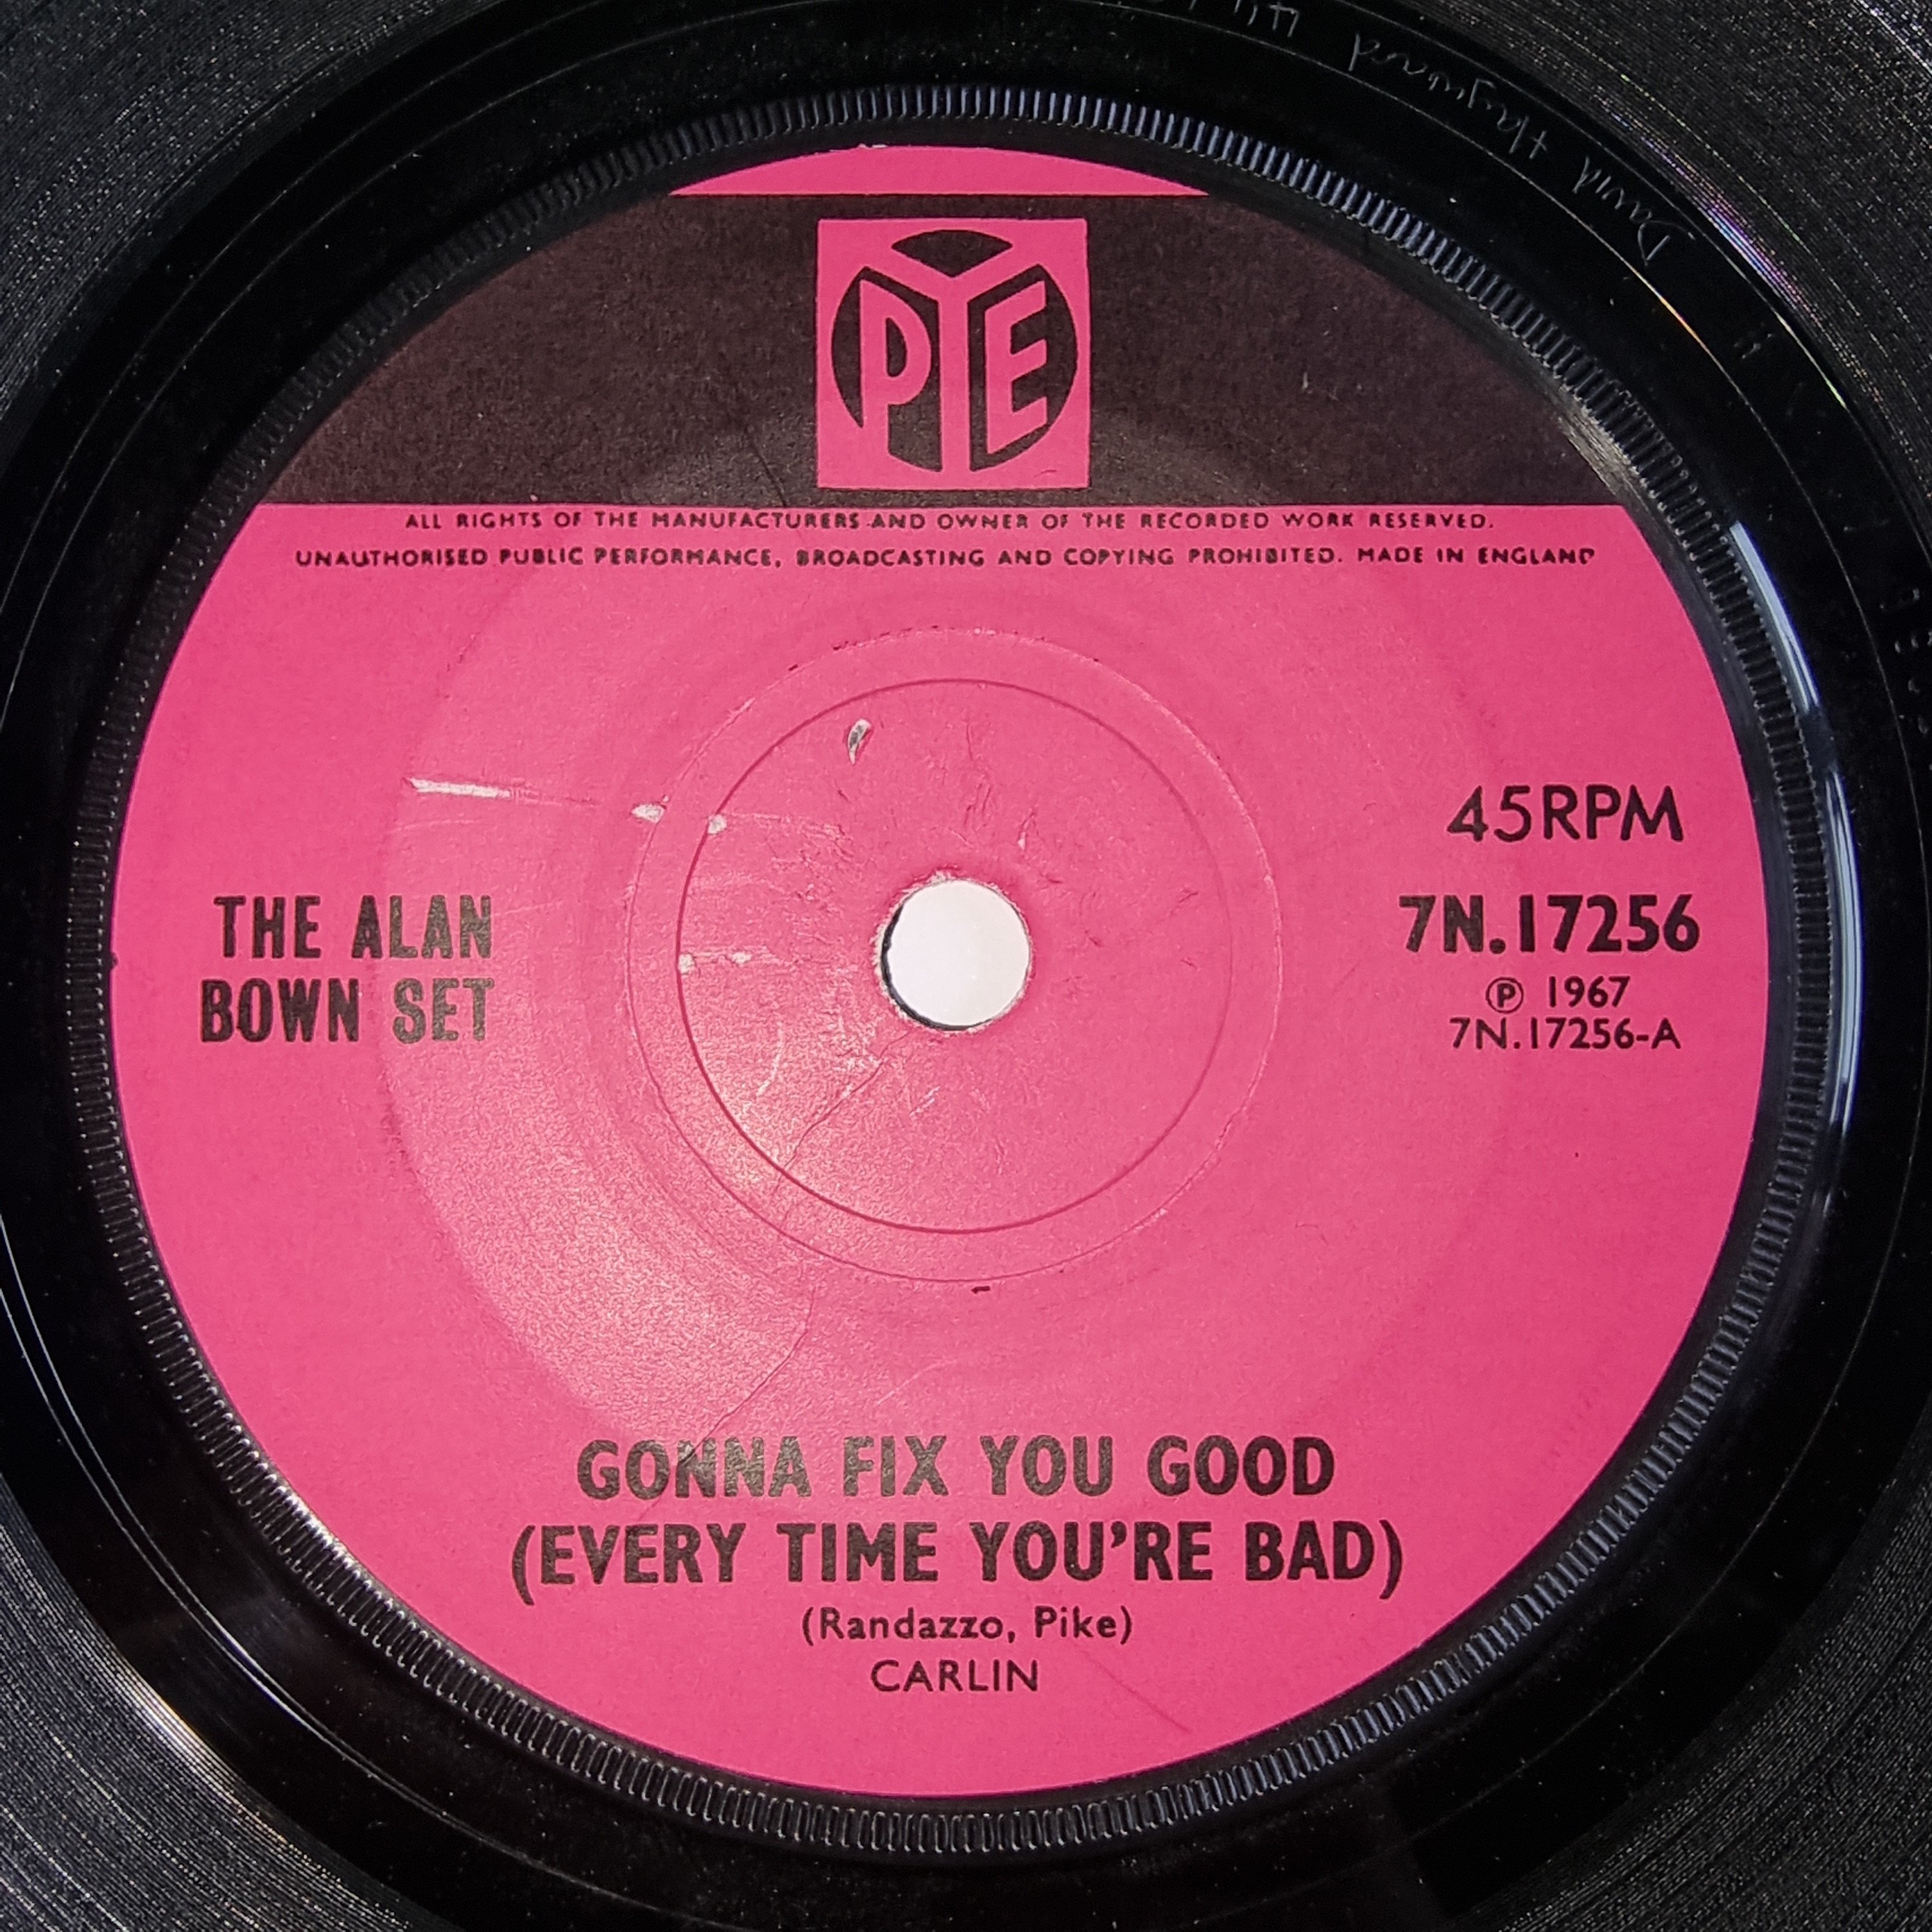 PYE
ALL RIGHTS OF THE MANUFACTURERS AND OWNER OF THE RECORDED WORK RESERVED.
UNAUTHORISED PUBLIC PERFORMANCE, BROADCASTING AND COPYING PROHIBITED. MADE IN ENGLAND
45RPM
THE ALAN
BOWN SET
7N.17256
Ⓟ 1967
7N.17256-A
GONNA FIX YOU GOOD
(EVERY TIME YOU'RE BAD)
(Randazzo, Pike)
CARLIN
David